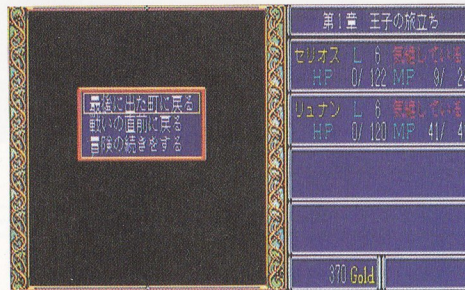 最後に出た町に戻る
戦いの直前に戻る
冒険の続きをする
第1章 王子の旅立ち
セリオス L 6 気絶している
HP 0/ 122 MP 9/ 2
リュナン L 6 気絶している
HP 0/ 120 MP 41/ 4
370 Gold